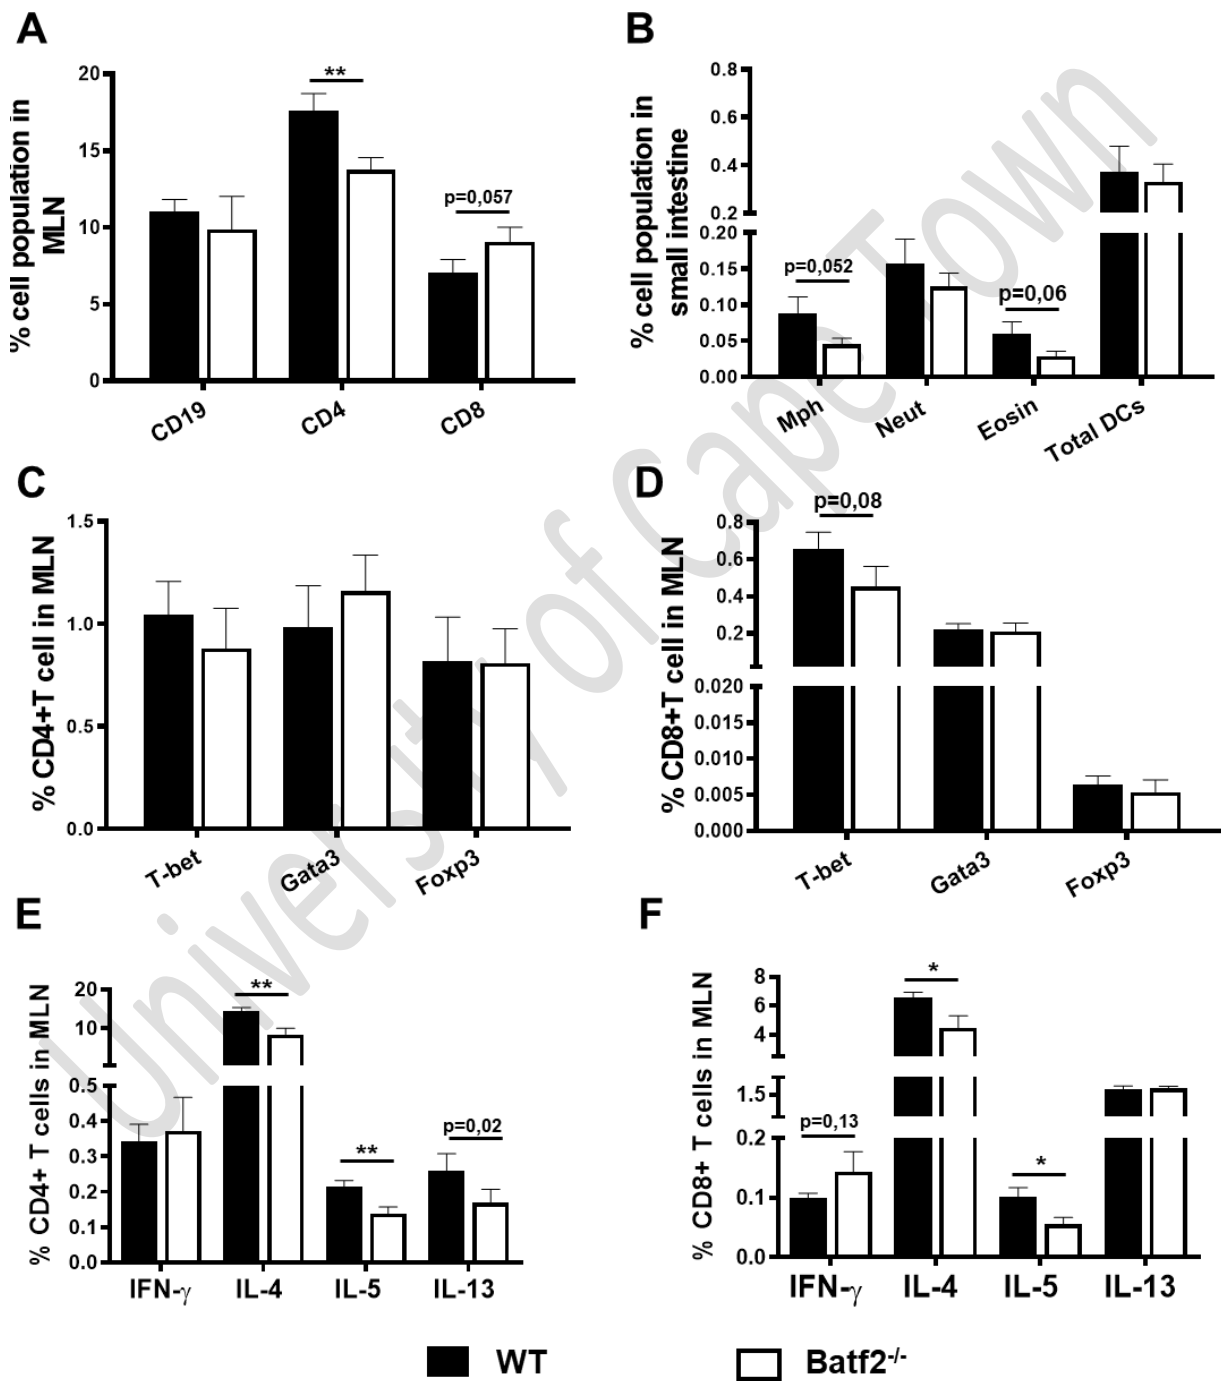 A
% cell population in
MLN
20
15
10
5
0
**
p=0,057
CD19
CD4
CD8
B
% cell population in
small intestine
0.8
0.6
0.4
0.2
0.20
0.15
0.10
0.05
0.00
p=0,052
p=0,06
Mph
Neut
Eosin
Total DCs
C
% CD4+T cell in MLN
1.5
1.0
0.5
0.0
T-bet
Gata3
Foxp3
D
% CD8+T cell in MLN
0.8
0.6
0.4
0.2
0.020
0.015
0.010
0.005
0.000
p=0,08
T-bet
Gata3
Foxp3
E
% CD4+ T cells in MLN
20
10
0.5
0.4
0.3
0.2
0.1
0.0
**
**
p=0,02
IFN-γ
IL-4
IL-5
IL-13
F
% CD8+ T cells in MLN
8
6
4
1.5
0.2
0.1
0.0
p=0,13
*
*
IFN-γ
IL-4
IL-5
IL-13
WT
Batf2-/-
University of Cape Town